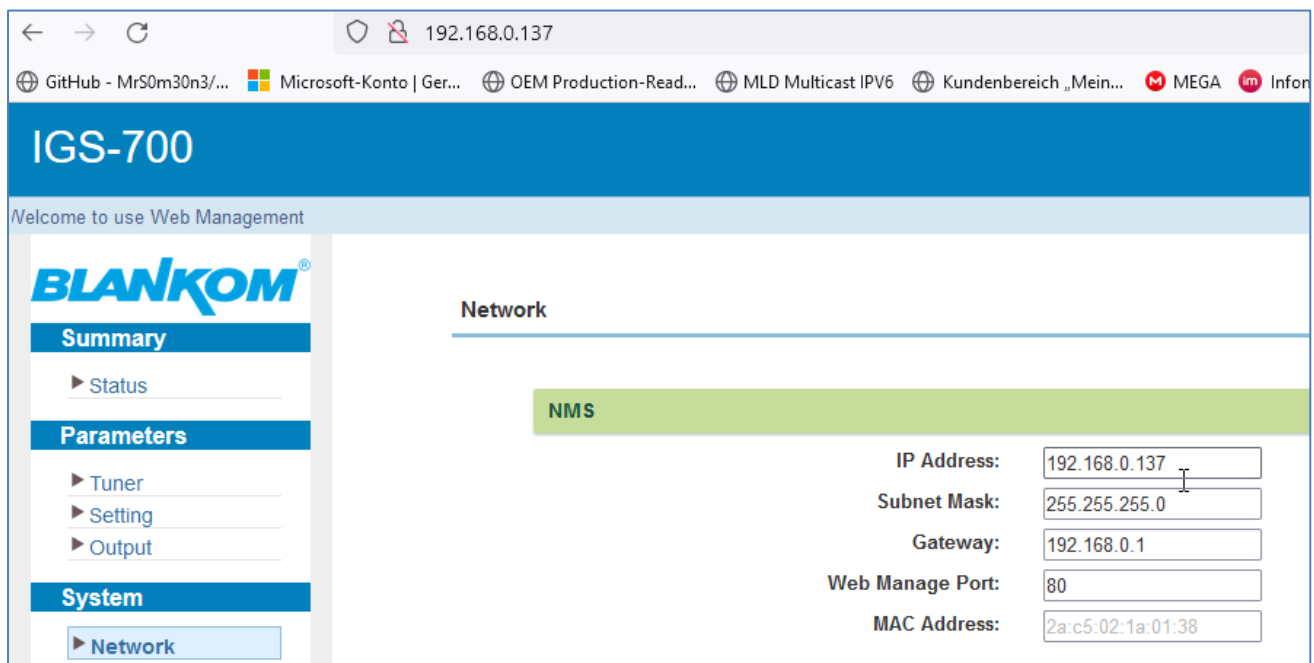 192.168.0.137
GitHub - MrS0m30n3/... Microsoft-Konto | Ger... OEM Production-Read... MLD Multicast IPV6 Kundenbereich „Mein... MEGA im Infon
IGS-700
Welcome to use Web Management
BLANKOM®
Summary
Status
Parameters
Tuner
Setting
Output
System
Network
Network
NMS
IP Address: 192.168.0.137
Subnet Mask: 255.255.255.0
Gateway: 192.168.0.1
Web Manage Port: 80
MAC Address: 2a:c5:02:1a:01:38